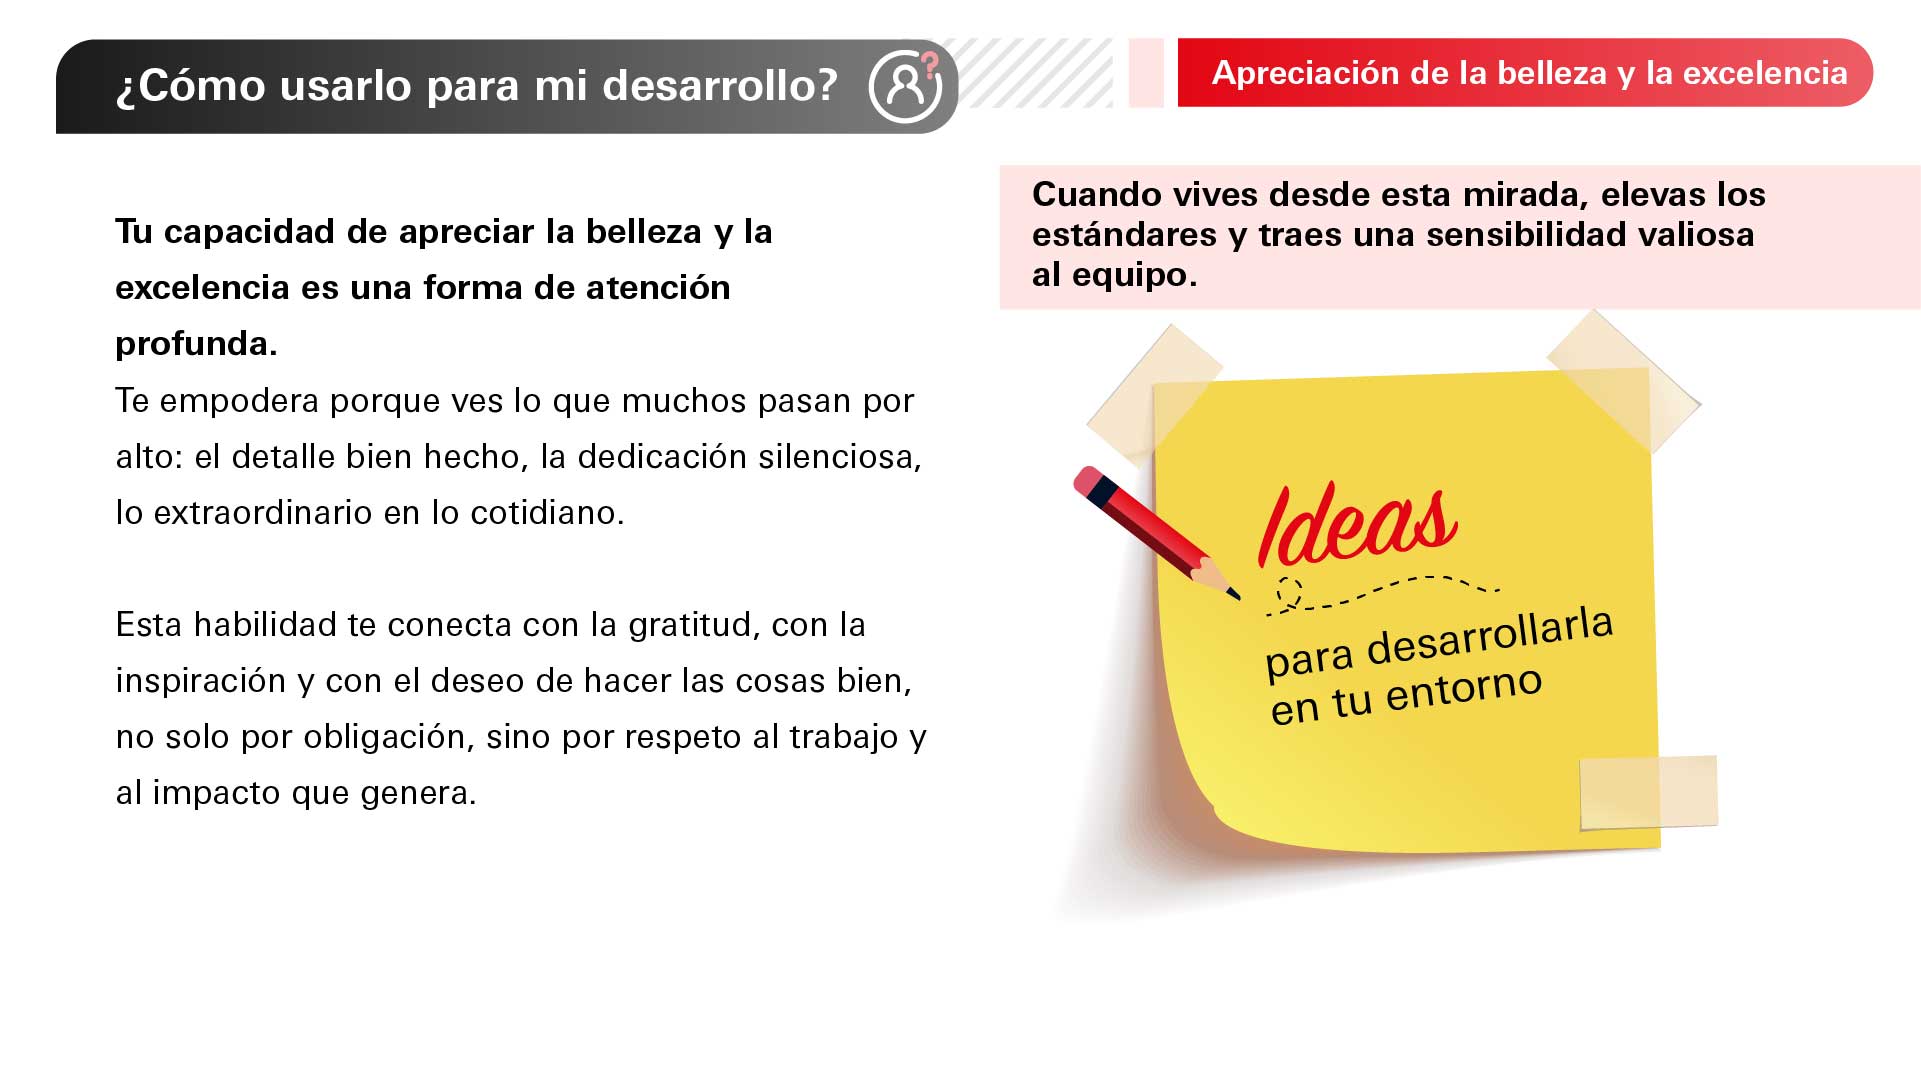 ¿Cómo usarlo para mi desarrollo?
Apreciación de la belleza y la excelencia
Tu capacidad de apreciar la belleza y la
excelencia es una forma de atención
profunda.
Te empodera porque ves lo que muchos pasan por
alto: el detalle bien hecho, la dedicación silenciosa,
lo extraordinario en lo cotidiano.
Esta habilidad te conecta con la gratitud, con la
inspiración y con el deseo de hacer las cosas bien,
no solo por obligación, sino por respeto al trabajo y
al impacto que genera.
Cuando vives desde esta mirada, elevas los
estándares y traes una sensibilidad valiosa
al equipo.
Ideas
para desarrollarla
en tu entorno